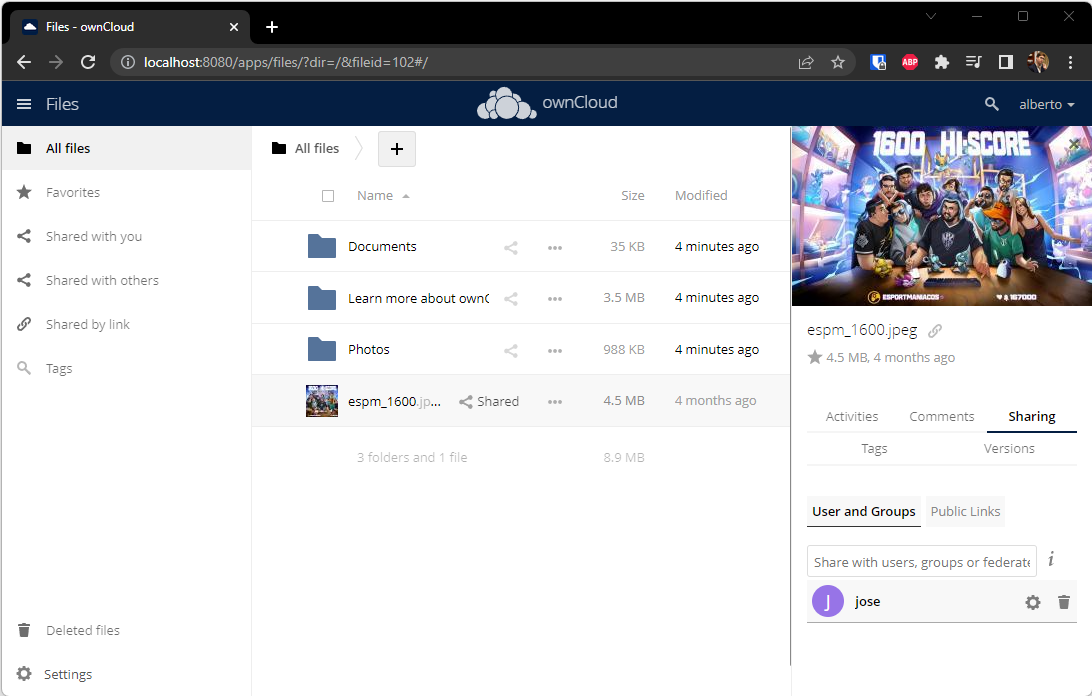 Files - ownCloud
localhost:8080/apps/files/?dir=/&fileid=102#/
ABP
Files
ownCloud
alberto
All files
Favorites
Shared with you
Shared with others
Shared by link
Tags
Deleted files
Settings
All files
+
Name Size Modified
Documents 35 KB 4 minutes ago
Learn more about ownC 3.5 MB 4 minutes ago
Photos 988 KB 4 minutes ago
espm_1600.jp... Shared 4.5 MB 4 months ago
3 folders and 1 file 8.9 MB
1600 HI-SCORE
ESPORTMANIACOS
167000
espm_1600.jpeg
4.5 MB, 4 months ago
Activities Comments Sharing
Tags Versions
User and Groups Public Links
Share with users, groups or federate
i
J jose